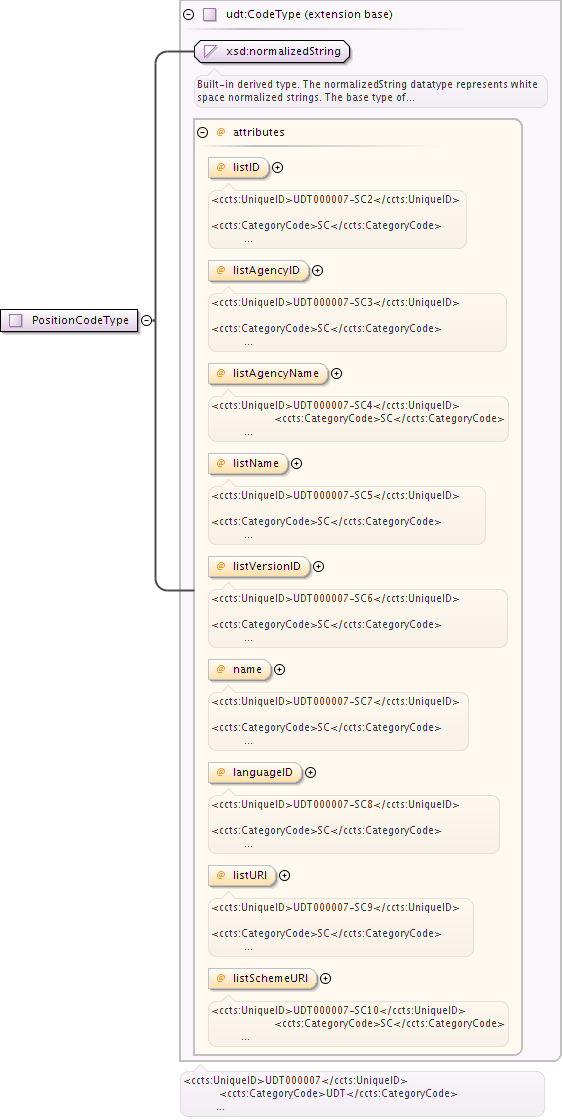 udt:CodeType (extension base)
xsd:normalizedString
Built-in derived type. The normalizedString datatype represents white
space normalized strings. The base type of...
@ attributes
@ listID
<ccts:UniqueID>UDT000007-SC2</ccts:UniqueID>
<ccts:CategoryCode>SC</ccts:CategoryCode>
...
@ listAgencyID
<ccts:UniqueID>UDT000007-SC3</ccts:UniqueID>
<ccts:CategoryCode>SC</ccts:CategoryCode>
...
PositionCodeType
@ listAgencyName
<ccts:UniqueID>UDT000007-SC4</ccts:UniqueID>
<ccts:CategoryCode>SC</ccts:CategoryCode>
...
@ listName
<ccts:UniqueID>UDT000007-SC5</ccts:UniqueID>
<ccts:CategoryCode>SC</ccts:CategoryCode>
...
@ listVersionID
<ccts:UniqueID>UDT000007-SC6</ccts:UniqueID>
<ccts:CategoryCode>SC</ccts:CategoryCode>
...
@ name
<ccts:UniqueID>UDT000007-SC7</ccts:UniqueID>
<ccts:CategoryCode>SC</ccts:CategoryCode>
...
@ languageID
<ccts:UniqueID>UDT000007-SC8</ccts:UniqueID>
<ccts:CategoryCode>SC</ccts:CategoryCode>
...
@ listURI
<ccts:UniqueID>UDT000007-SC9</ccts:UniqueID>
<ccts:CategoryCode>SC</ccts:CategoryCode>
...
@ listSchemeURI
<ccts:UniqueID>UDT000007-SC10</ccts:UniqueID>
<ccts:CategoryCode>SC</ccts:CategoryCode>
...
<ccts:UniqueID>UDT000007</ccts:UniqueID>
<ccts:CategoryCode>UDT</ccts:CategoryCode>
...